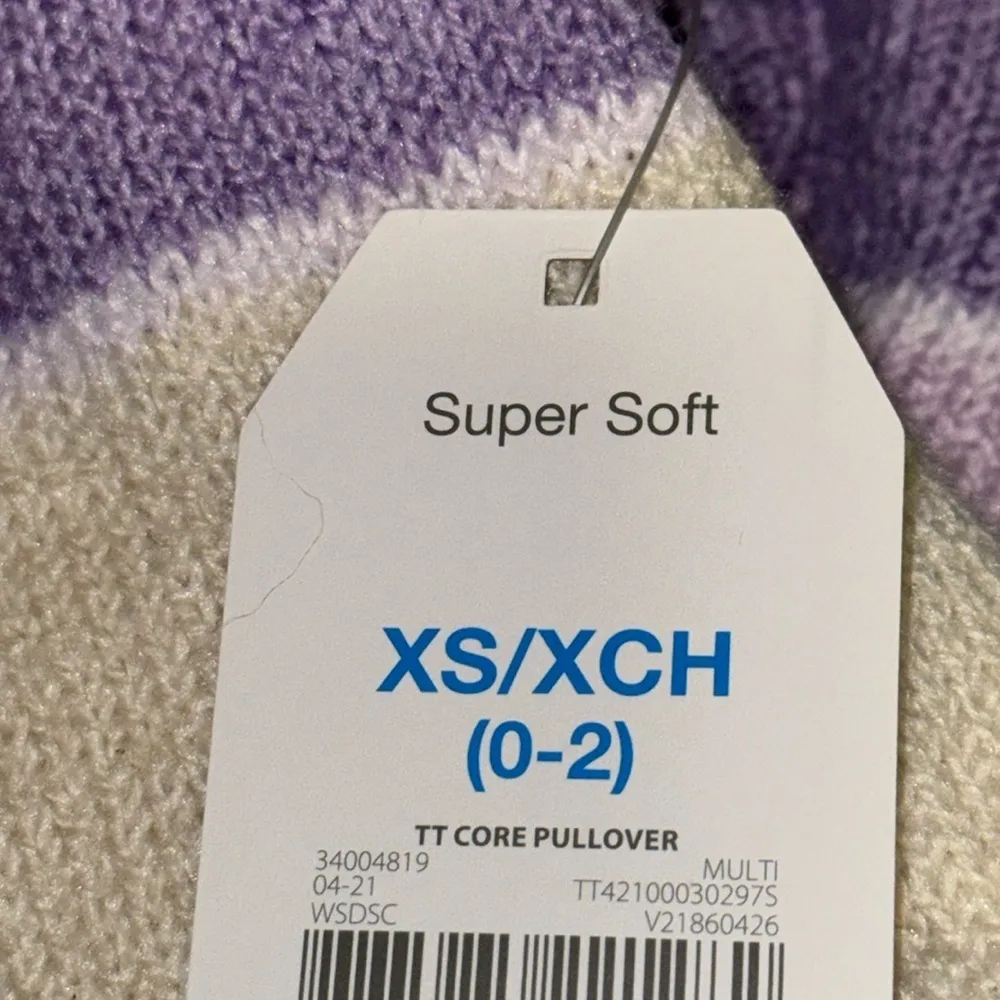 Super Soft
XS/XCH
(0-2)
TT CORE PULLOVER
34004819 MULTI
04-21 TT42100030297S
WSDSC V21860426